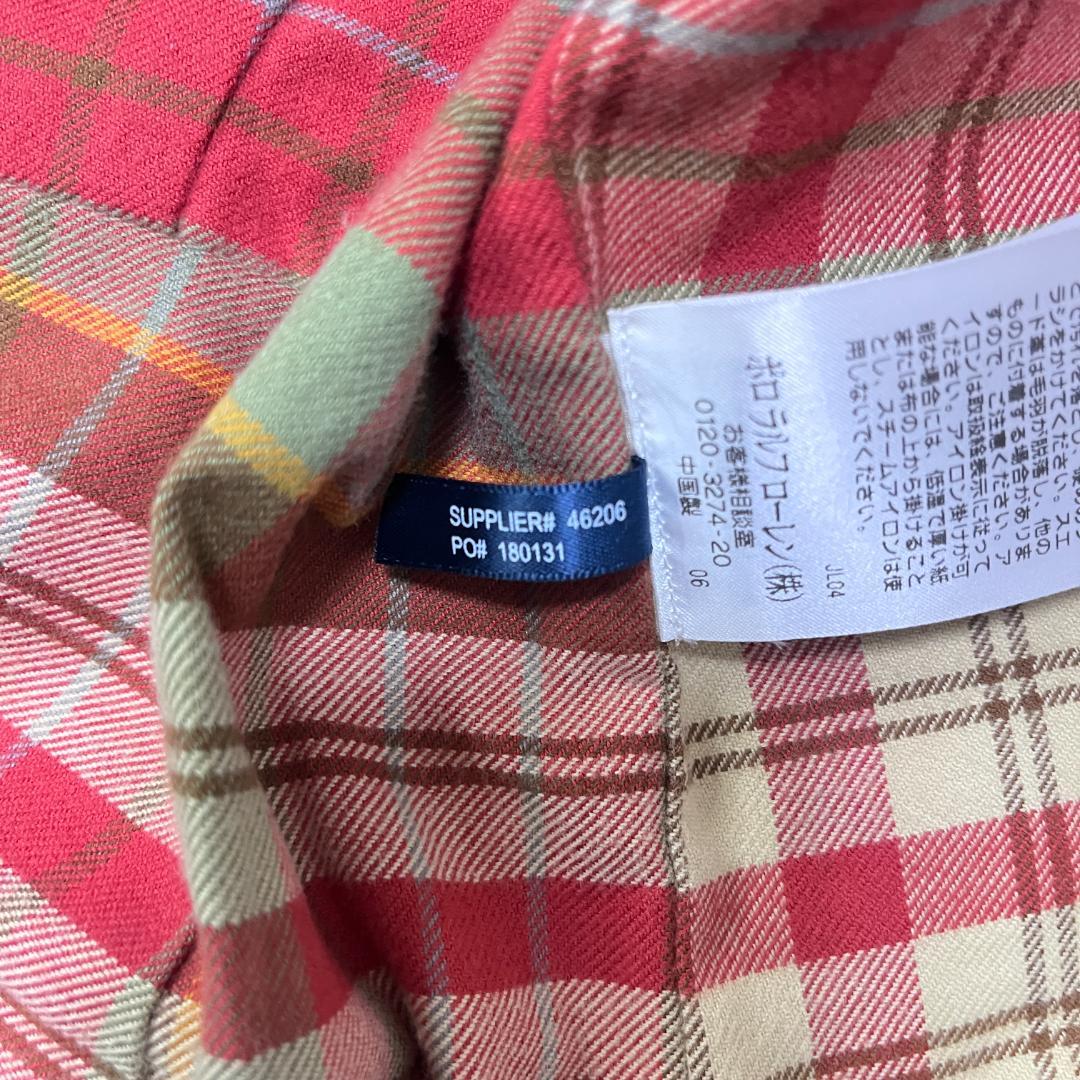 SUPPLIER# 46206
PO# 180131
ラシをかけてください。スエ
ード革は毛羽が脱落し、他の
ものに付着する場合がありま
すので、ご注意ください。ア
イロンは取扱絵表示に従って
ください。アイロン掛けが可
能な場合には、低温で厚い紙
または布の上から掛けること
とし、スチームアイロンは使
用しないでください。
JL04
ポロラルフローレン(株)
お客様相談室
0120-3274-20
中国製 06